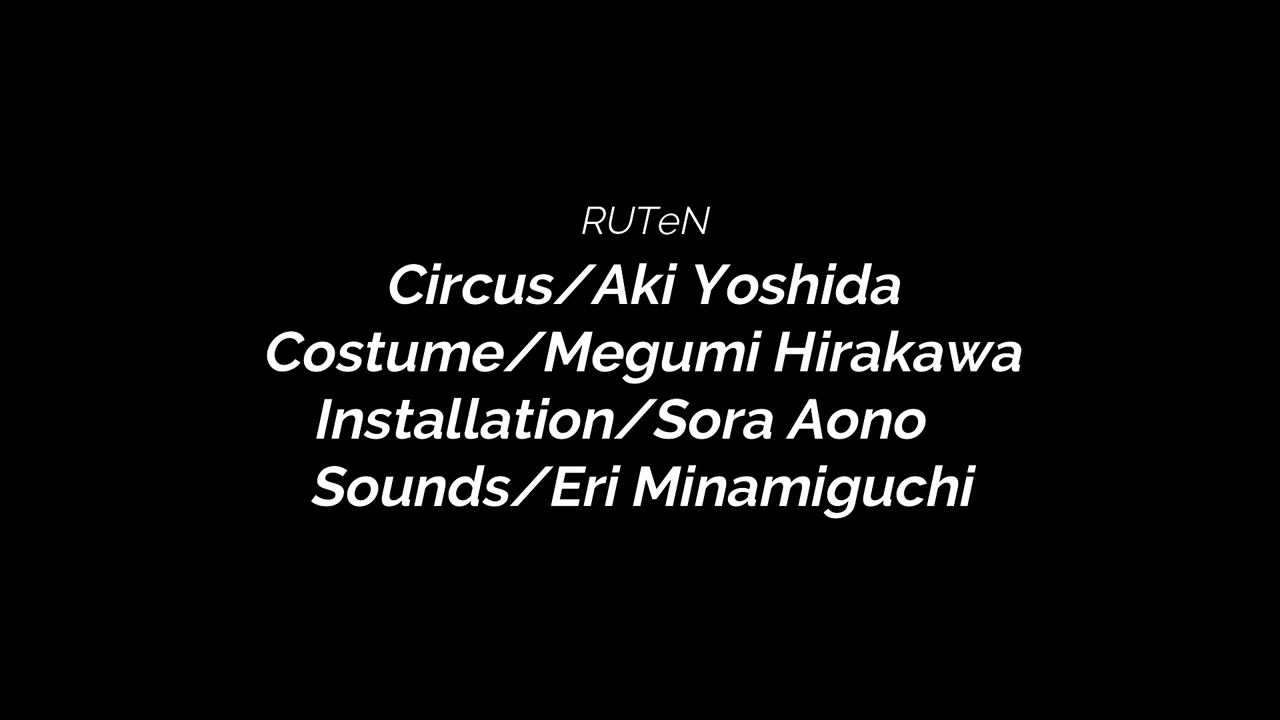 RUTeN
Circus/Aki Yoshida
Costume/Megumi Hirakawa
Installation/Sora Aono
Sounds/Eri Minamiguchi